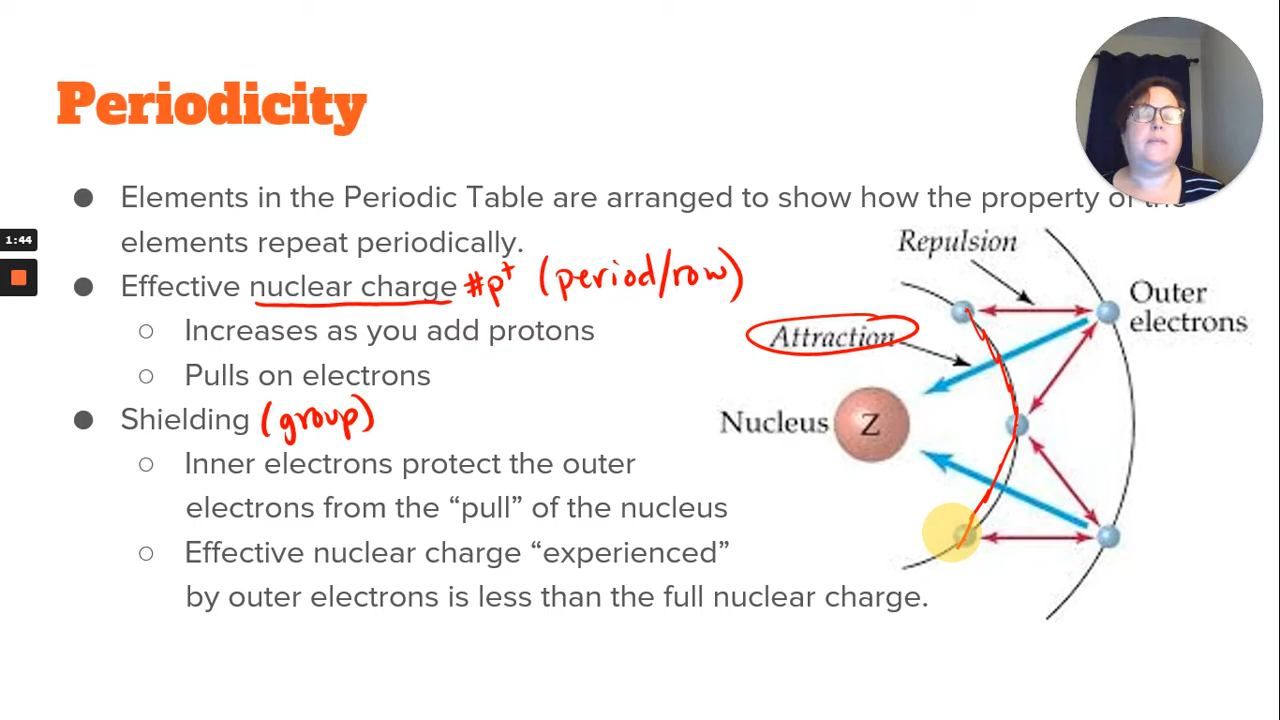 Periodicity
● Elements in the Periodic Table are arranged to show how the property of the
elements repeat periodically.
● Effective nuclear charge #p⁺ (period/row)
○ Increases as you add protons
○ Pulls on electrons
● Shielding (group)
○ Inner electrons protect the outer
electrons from the “pull” of the nucleus
○ Effective nuclear charge “experienced”
by outer electrons is less than the full nuclear charge.
1:44
Repulsion
Outer
electrons
Attraction
Nucleus
Z